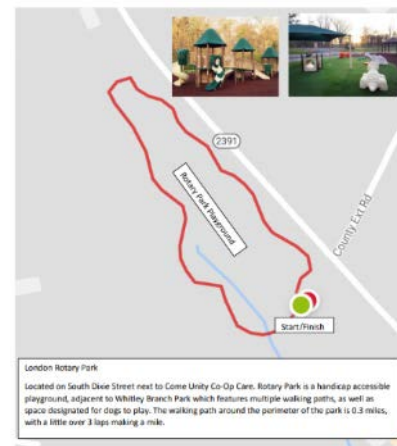 2391
County Ext Rd
Rotary Park Playground
Start/Finish
London Rotary Park
Located on South Dixie Street next to Come Unity Co-Op Care. Rotary Park is a handicap accessible
playground, adjacent to Whitley Branch Park which features multiple walking paths, as well as
space designated for dogs to play. The walking path around the perimeter of the park is 0.3 miles,
with a little over 3 laps making a mile.